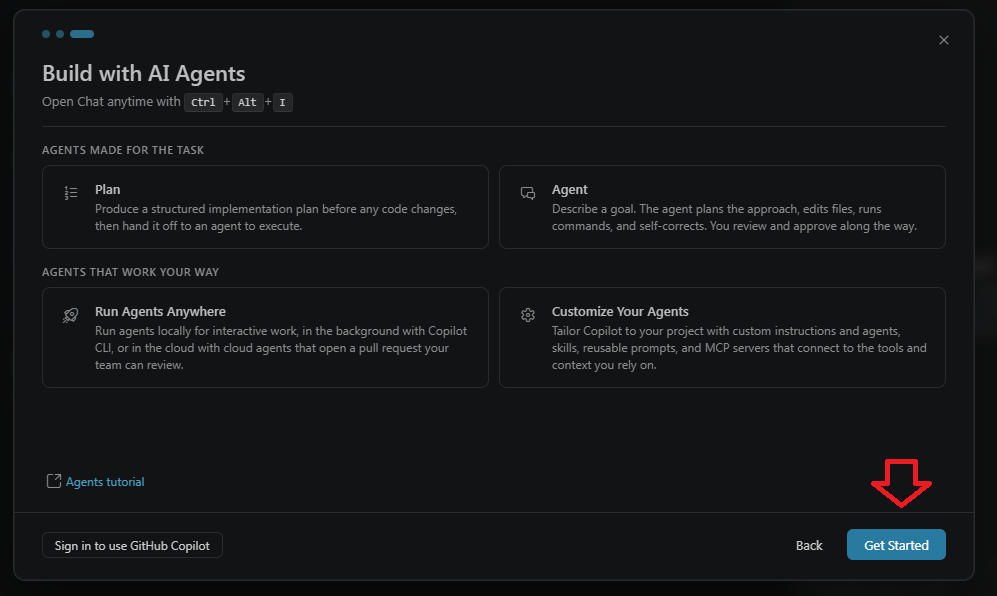 Build with AI Agents
Open Chat anytime with Ctrl + Alt + I
AGENTS MADE FOR THE TASK
Plan
Produce a structured implementation plan before any code changes,
then hand it off to an agent to execute.
Agent
Describe a goal. The agent plans the approach, edits files, runs
commands, and self-corrects. You review and approve along the way.
AGENTS THAT WORK YOUR WAY
Run Agents Anywhere
Run agents locally for interactive work, in the background with Copilot
CLI, or in the cloud with cloud agents that open a pull request your
team can review.
Customize Your Agents
Tailor Copilot to your project with custom instructions and agents,
skills, reusable prompts, and MCP servers that connect to the tools and
context you rely on.
Agents tutorial
Sign in to use GitHub Copilot
Back
Get Started